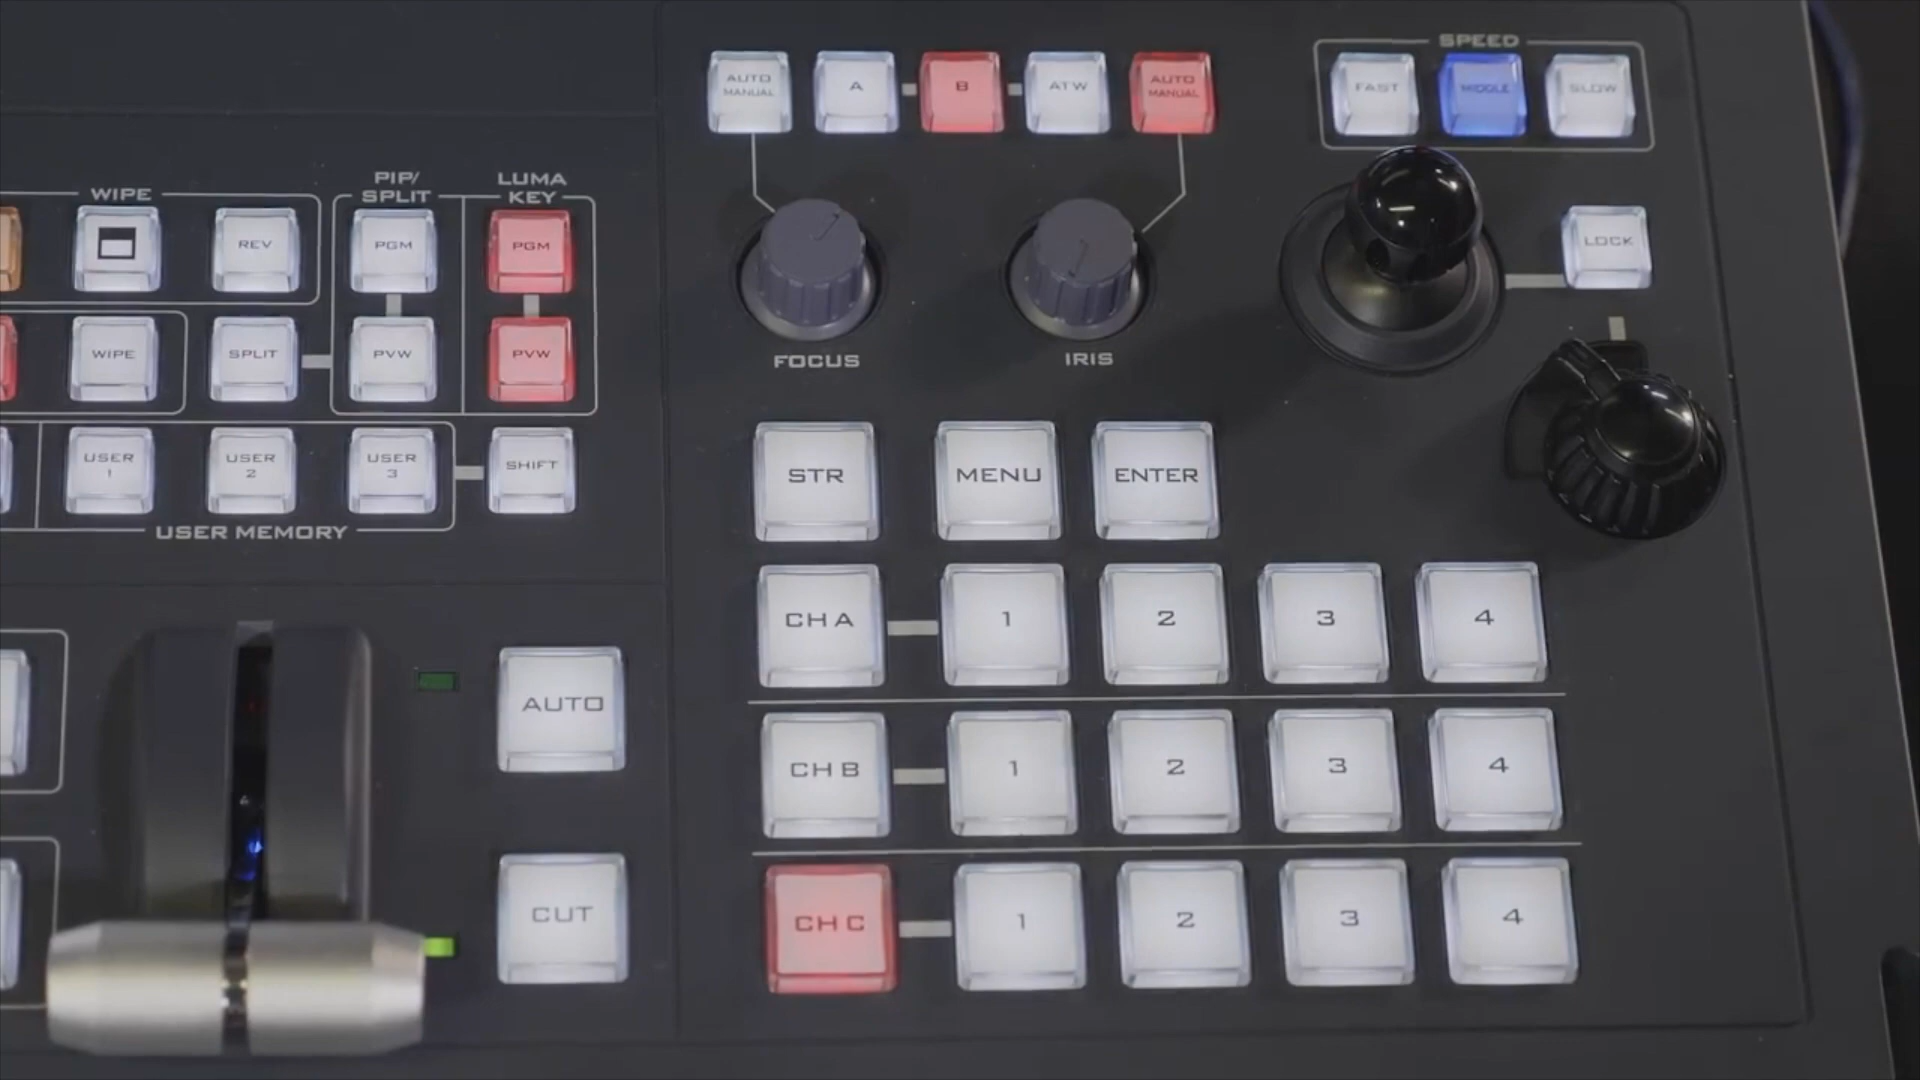 SPEED
AUTO
MANUAL
A
B
ATW
AUTO
MANUAL
FAST
MIDDLE
SLOW
WIPE
PIP/
SPLIT
LUMA
KEY
REV
PGM
PGM
LOCK
WIPE
SPLIT
PVW
PVW
FOCUS
IRIS
USER
1
USER
2
USER
3
SHIFT
USER MEMORY
STR
MENU
ENTER
CH A
1
2
3
4
AUTO
CH B
1
2
3
4
CUT
CH C
1
2
3
4